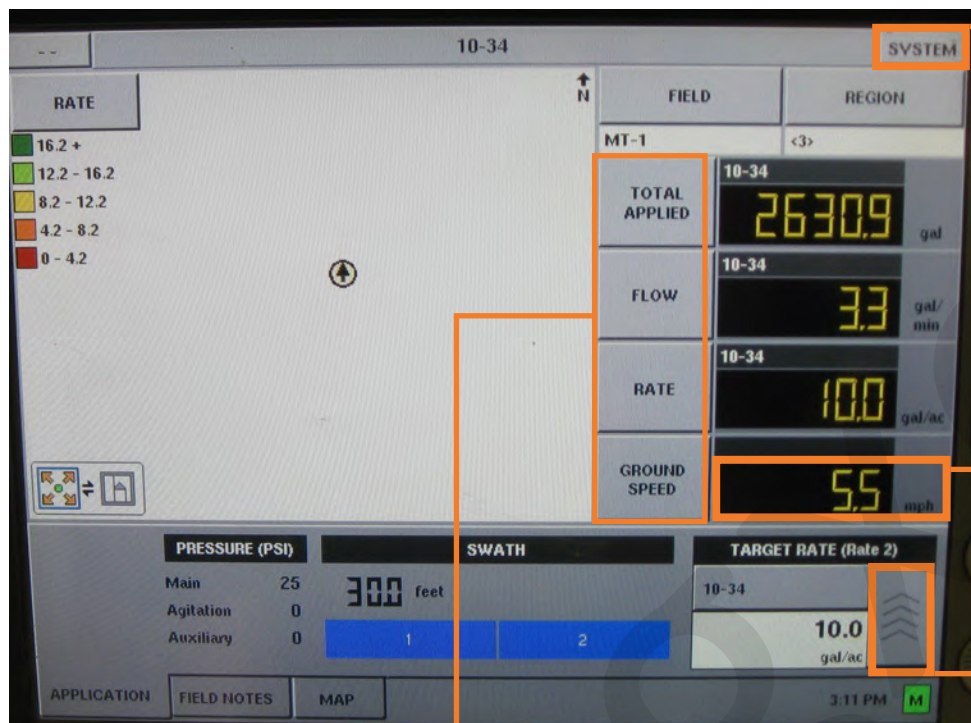 - -
10-34
SYSTEM
RATE
N
FIELD
REGION
MT-1
<3>
16.2 +
12.2 - 16.2
8.2 - 12.2
4.2 - 8.2
0 - 4.2
TOTAL
APPLIED
10-34
2630.9
gal
FLOW
10-34
3.3
gal/
min
RATE
10-34
10.0
gal/ac
GROUND
SPEED
5.5
mph
PRESSURE (PSI)
Main 25
Agitation 0
Auxiliary 0
SWATH
30.0 feet
1 2
TARGET RATE (Rate 2)
10-34
10.0
gal/ac
APPLICATION
FIELD NOTES
MAP
3:11 PM
M